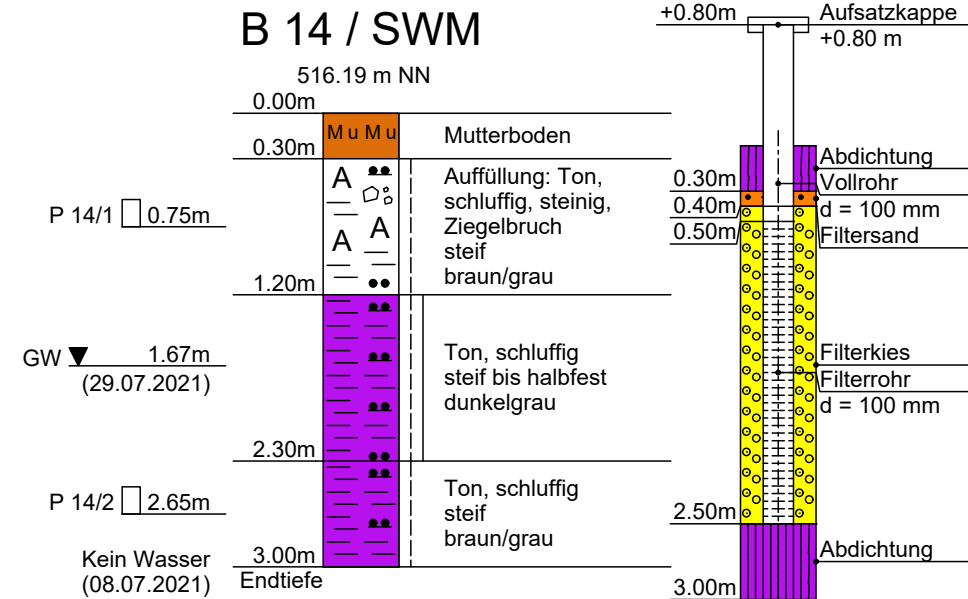 B 14 / SWM
516.19 m NN
0.00m
M u M u
Mutterboden
0.30m
A
A
A
Auffüllung: Ton,
schluffig, steinig,
Ziegelbruch
steif
braun/grau
P 14/1 0.75m
1.20m
GW 1.67m
(29.07.2021)
Ton, schluffig
steif bis halbfest
dunkelgrau
2.30m
P 14/2 2.65m
Ton, schluffig
steif
braun/grau
Kein Wasser
(08.07.2021)
3.00m
Endtiefe
+0.80m
Aufsatzkappe
+0.80 m
Abdichtung
0.30m
Vollrohr
0.40m
d = 100 mm
0.50m
Filtersand
Filterkies
Filterrohr
d = 100 mm
2.50m
Abdichtung
3.00m